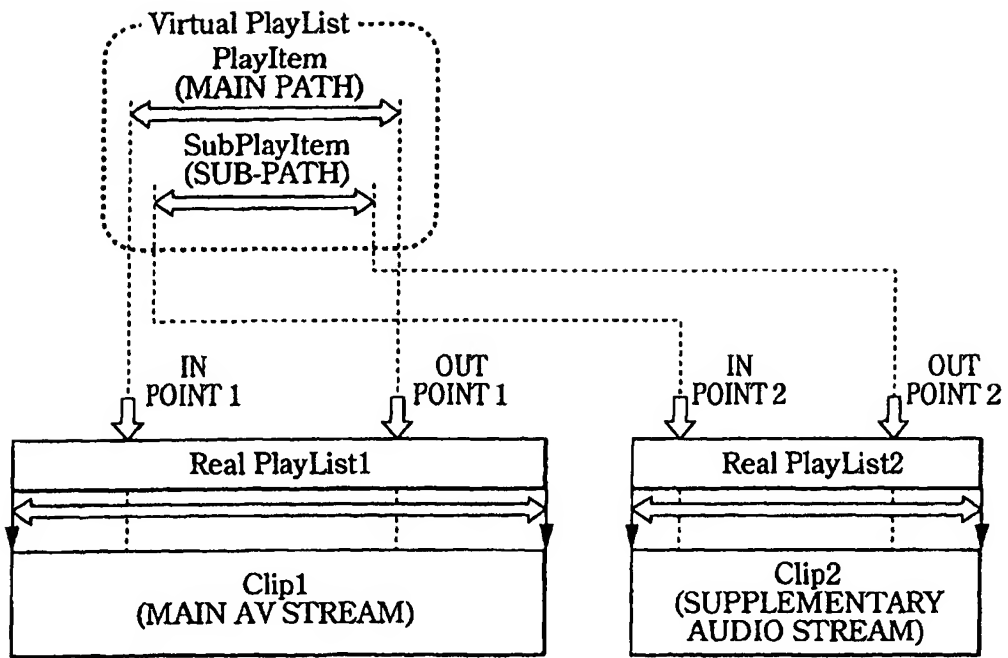 Virtual PlayList
PlayItem
(MAIN PATH)
SubPlayItem
(SUB-PATH)
IN
POINT 1
OUT
POINT 1
IN
POINT 2
OUT
POINT 2
Real PlayList1
Real PlayList2
Clip1
(MAIN AV STREAM)
Clip2
(SUPPLEMENTARY
AUDIO STREAM)